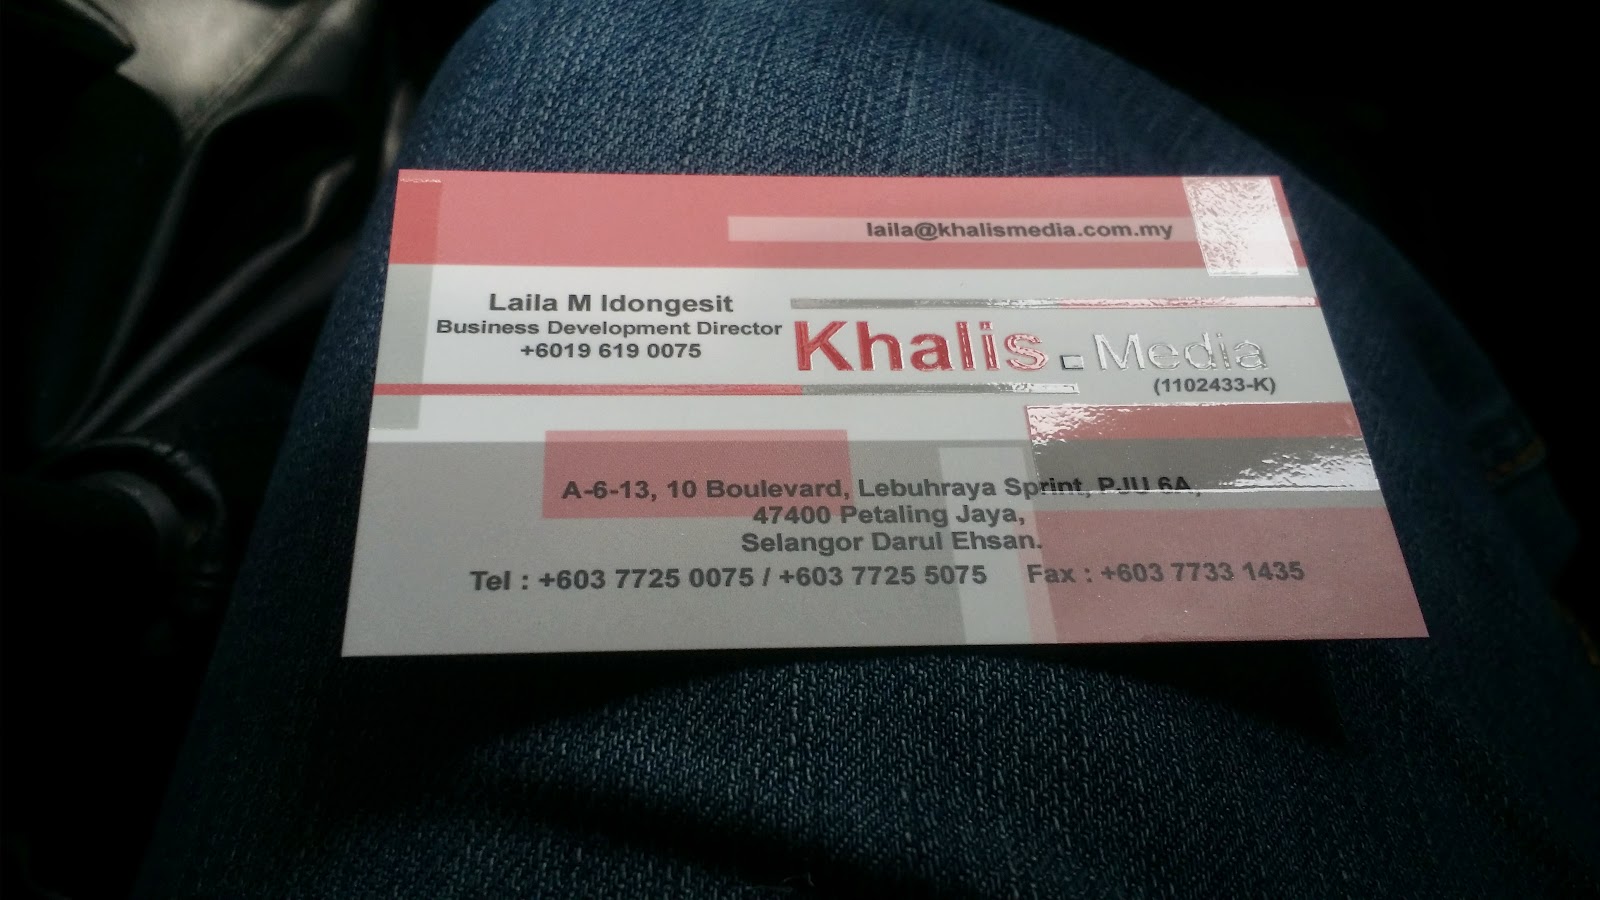 laila@khalismedia.com.my
Laila M Idongesit
Business Development Director
+6019 619 0075
Khalis.Media
(1102433-K)
A-6-13, 10 Boulevard, Lebuhraya Sprint, PJU 6A,
47400 Petaling Jaya,
Selangor Darul Ehsan.
Tel : +603 7725 0075 / +603 7725 5075 Fax : +603 7733 1435